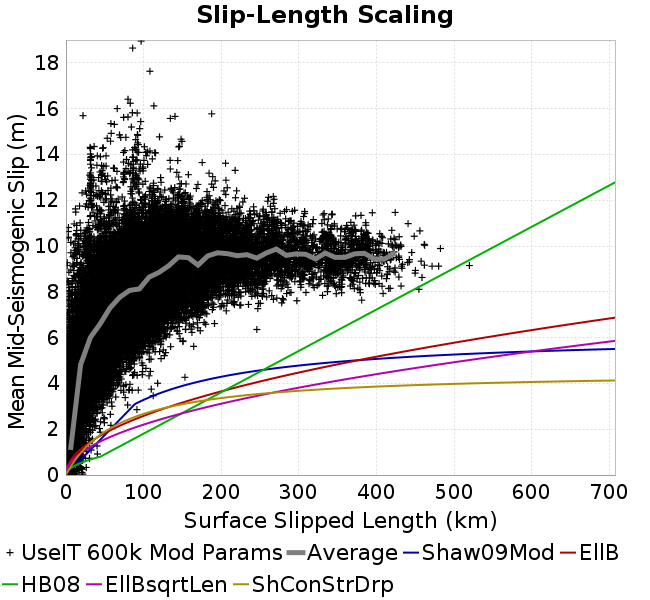 Slip-Length Scaling
Mean Mid-Seismogenic Slip (m)
18
16
14
12
10
8
6
4
2
0
0 100 200 300 400 500 600 700
Surface Slipped Length (km)
UseIT 600k Mod Params Average Shaw09Mod EllB
HB08 EllBsqrtLen ShConStrDrp